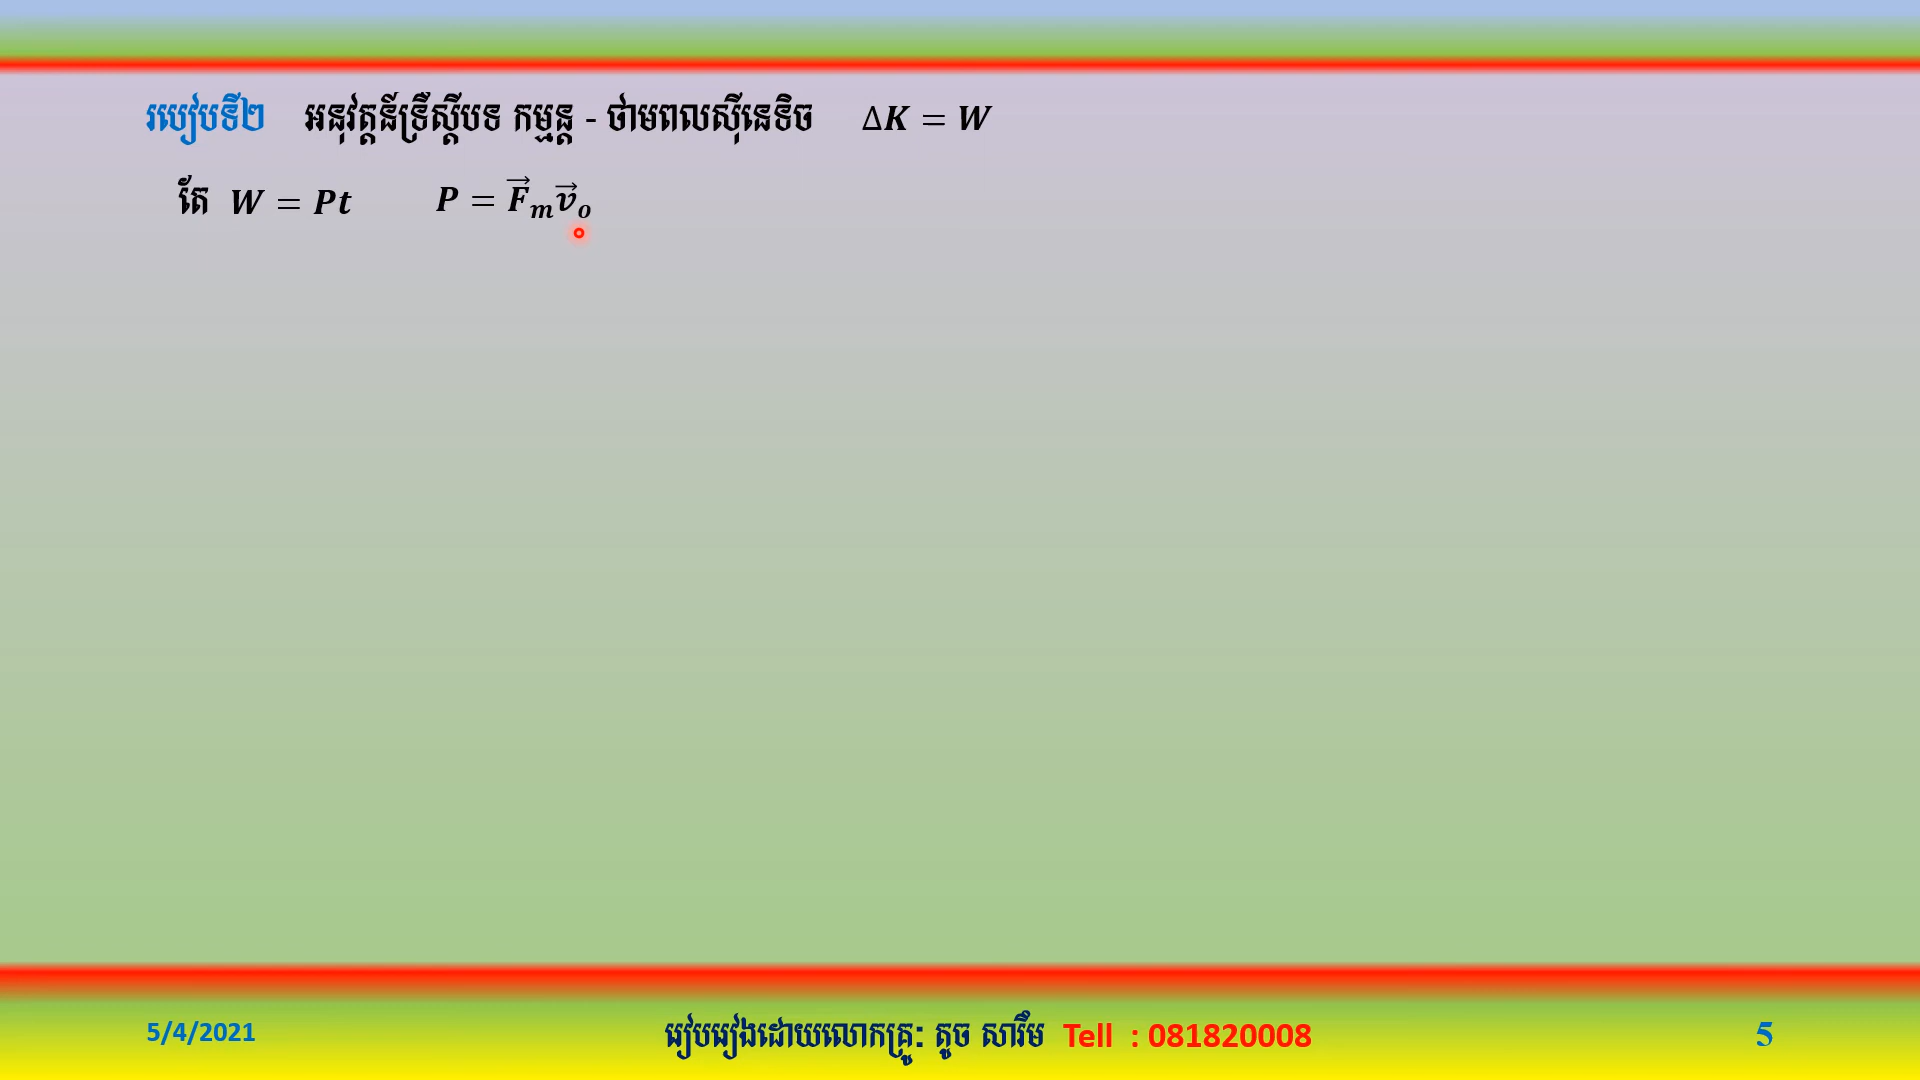 របៀបទី២ អនុវត្តន៍ទ្រឹស្តីបទ កម្មន្ត - ថាមពលស៊ីនេទិច ΔK = W
តែ W = Pt P = F⃗ₘv⃗ₒ
5/4/2021 រៀបរៀងដោយលោកគ្រូ: តូច សារឹម Tell : 081820008 5